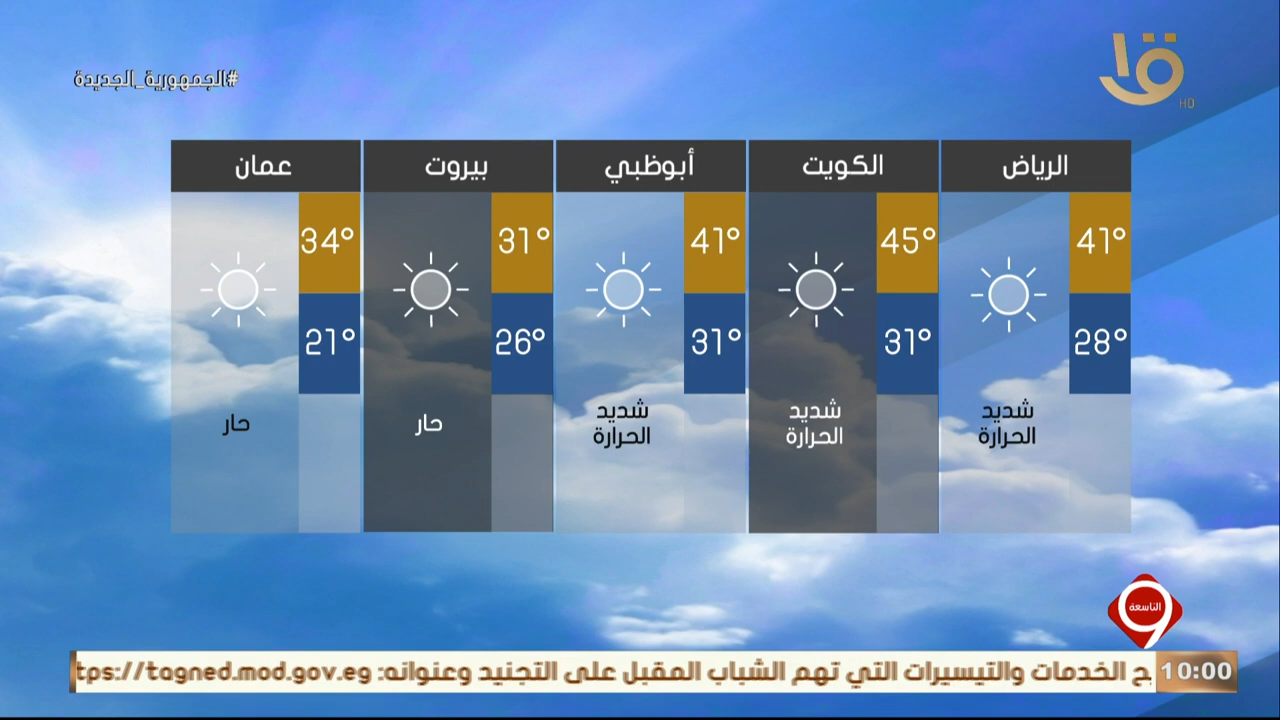 #الجمهورية_الجديدة
HD
الرياض
41°
28°
شديد
الحرارة
الكويت
45°
31°
شديد
الحرارة
أبوظبي
41°
31°
شديد
الحرارة
بيروت
31°
26°
حار
عمان
34°
21°
حار
التاسعة
9
الخدمات والتيسيرات التي تهم الشباب المقبل على التجنيد وعنوانه: tps://tagned.mod.gov.eg
10:00